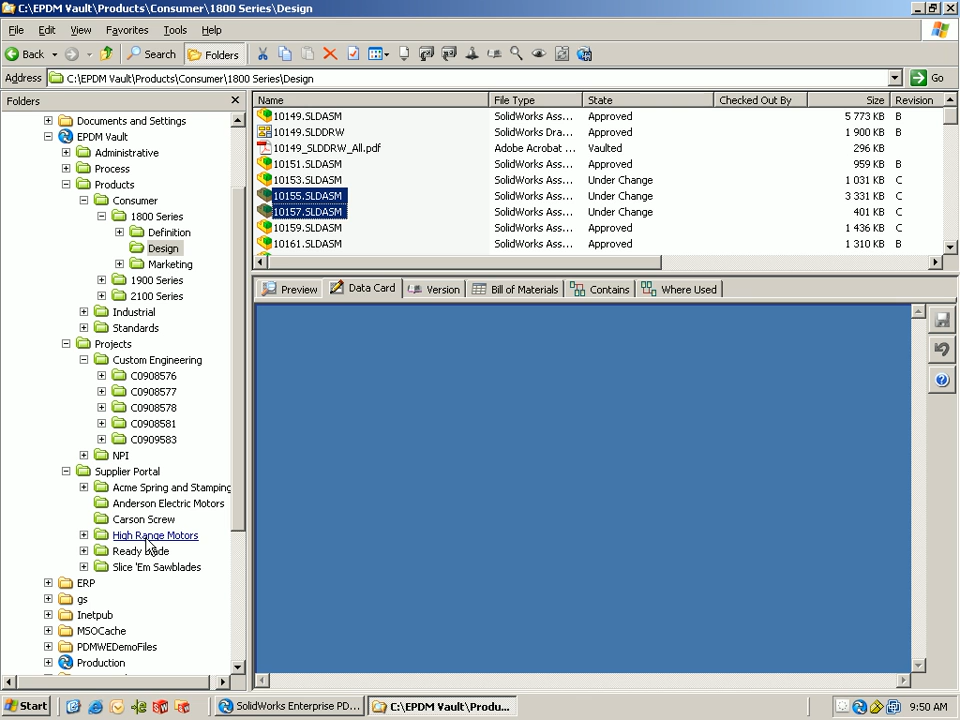 C:\EPDM Vault\Products\Consumer\1800 Series\Design
File Edit View Favorites Tools Help
Back Search Folders
Address C:\EPDM Vault\Products\Consumer\1800 Series\Design Go
Folders
Documents and Settings
EPDM Vault
Administrative
Process
Products
Consumer
1800 Series
Definition
Design
Marketing
1900 Series
2100 Series
Industrial
Standards
Projects
Custom Engineering
C0908576
C0908577
C0908578
C0908581
C0909583
NPI
Supplier Portal
Acme Spring and Stamping
Anderson Electric Motors
Carson Screw
High Range Motors
Ready
Slice 'Em Sawblades
ERP
gs
Inetpub
MSOCache
PDMWEDemoFiles
Production
Name File Type State Checked Out By Size Revision
10149.SLDASM SolidWorks Ass... Approved 5 773 KB B
10149.SLDDRW SolidWorks Dra... Approved 1 900 KB B
10149_SLDDRW_All.pdf Adobe Acrobat ... Vaulted 296 KB
10151.SLDASM SolidWorks Ass... Approved 959 KB B
10153.SLDASM SolidWorks Ass... Under Change 1 031 KB C
10155.SLDASM SolidWorks Ass... Under Change 3 331 KB C
10157.SLDASM SolidWorks Ass... Under Change 401 KB C
10159.SLDASM SolidWorks Ass... Approved 1 436 KB C
10161.SLDASM SolidWorks Ass... Approved 1 310 KB B
Preview Data Card Version Bill of Materials Contains Where Used
Start SolidWorks Enterprise PD... C:\EPDM Vault\Produ... 9:50 AM